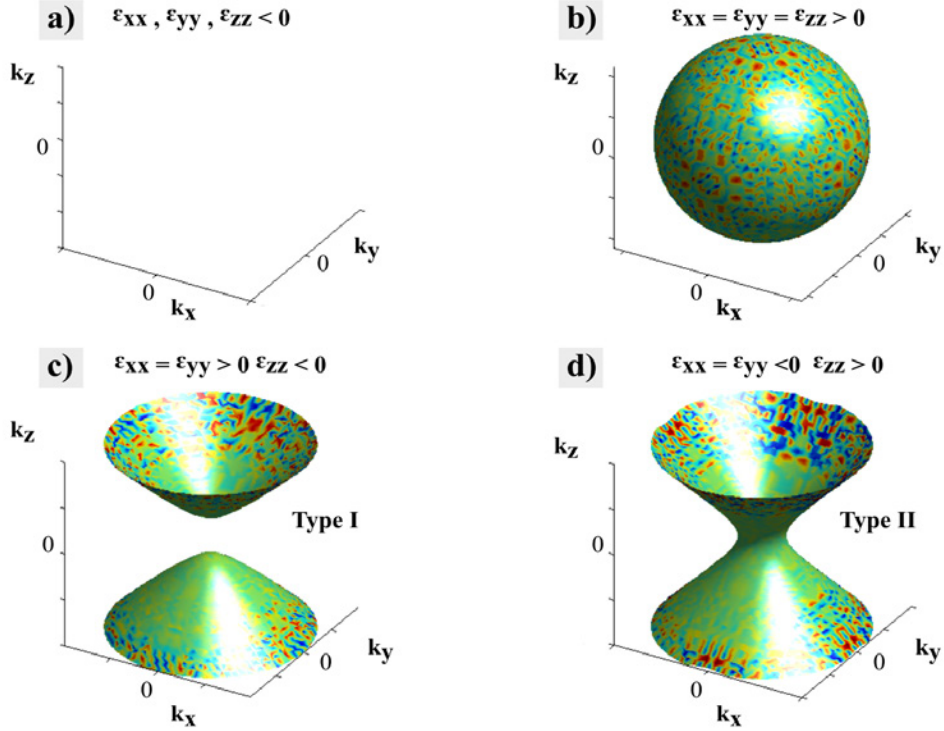 a) εxx , εyy , εzz < 0
kz
0
0
kx
0
ky
b) εxx = εyy = εzz > 0
kz
0
0
kx
0
ky
c) εxx = εyy > 0 εzz < 0
kz
Type I
0
0
kx
0
ky
d) εxx = εyy <0 εzz > 0
kz
Type II
0
0
kx
0
ky